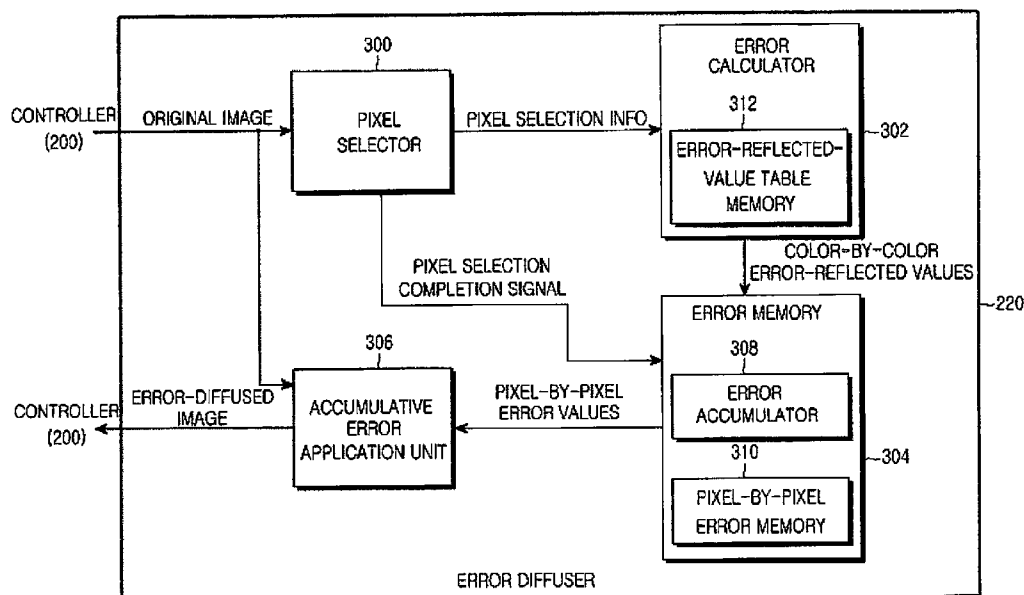 300
ERROR
CALCULATOR
CONTROLLER
(200)
ORIGINAL IMAGE
PIXEL
SELECTOR
PIXEL SELECTION INFO
312
ERROR-REFLECTED-
VALUE TABLE
MEMORY
302
COLOR-BY-COLOR
ERROR-REFLECTED VALUES
PIXEL SELECTION
COMPLETION SIGNAL
ERROR MEMORY
220
306
308
ERROR
ACCUMULATOR
CONTROLLER
(200)
ERROR-DIFFUSED
IMAGE
ACCUMULATIVE
ERROR
APPLICATION UNIT
PIXEL-BY-PIXEL
ERROR VALUES
304
310
PIXEL-BY-PIXEL
ERROR MEMORY
ERROR DIFFUSER